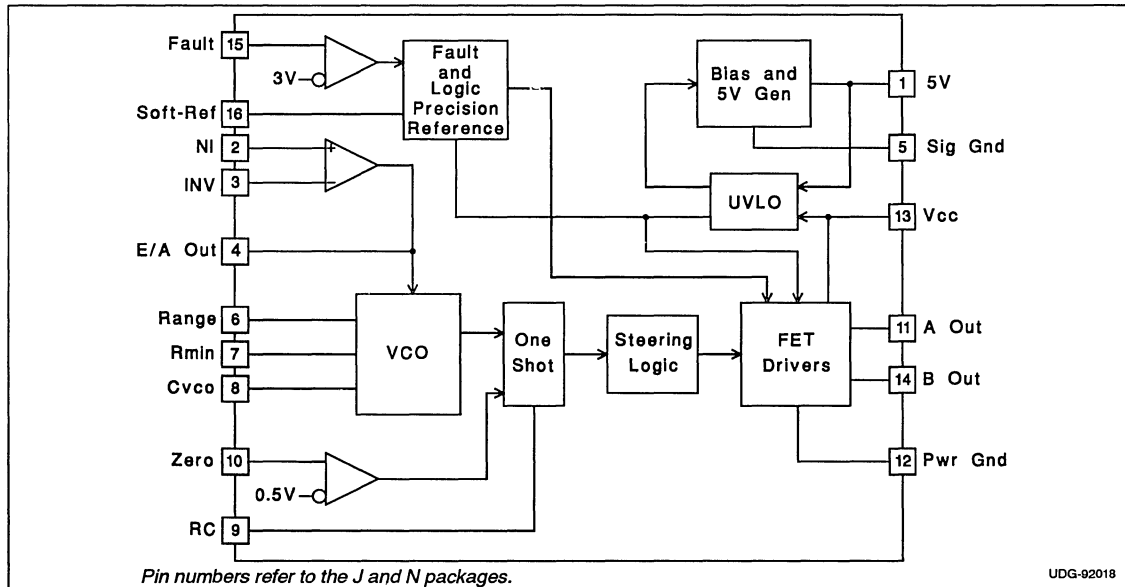 Fault 15
3V
Fault
and
Logic
Precision
Reference
Soft-Ref 16
NI 2
+
INV 3
−
E/A Out 4
Bias and
5V Gen
1 5V
5 Sig Gnd
UVLO
13 Vcc
Range 6
Rmin 7
Cvco 8
VCO
One
Shot
Steering
Logic
FET
Drivers
11 A Out
14 B Out
Zero 10
0.5V
12 Pwr Gnd
RC 9
Pin numbers refer to the J and N packages.
UDG-92018